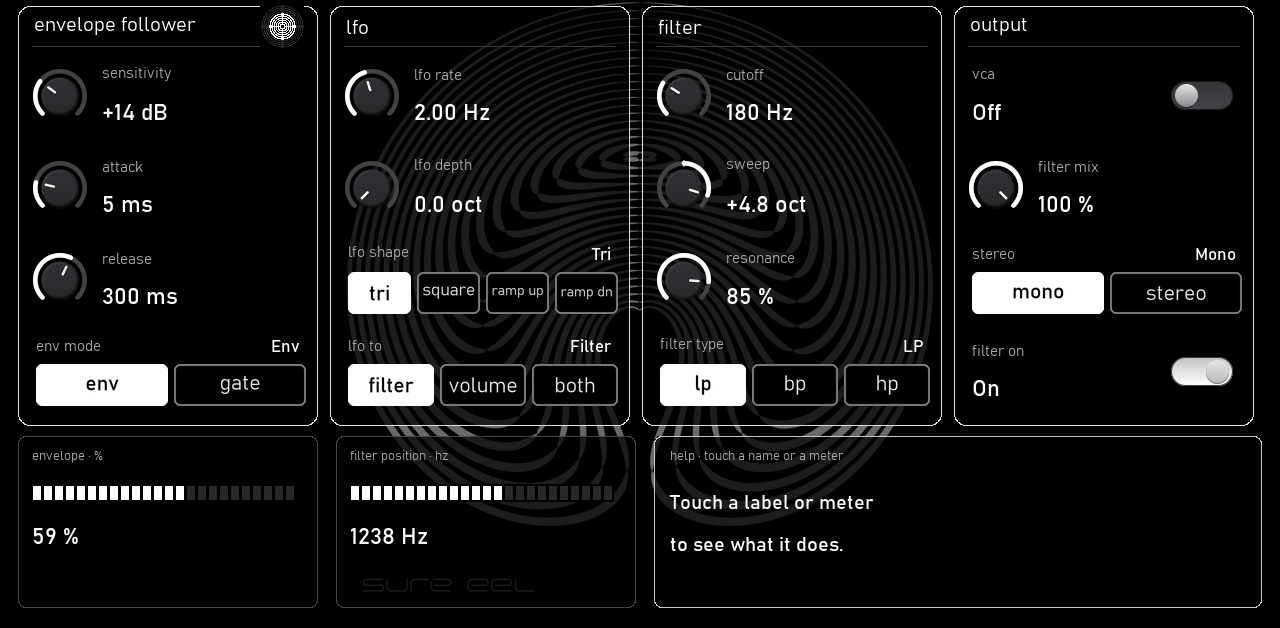 envelope follower
sensitivity
+14 dB
attack
5 ms
release
300 ms
env mode
Env
env
gate
lfo
lfo rate
2.00 Hz
lfo depth
0.0 oct
lfo shape
Tri
tri
square
ramp up
ramp dn
lfo to
Filter
filter
volume
both
filter
cutoff
180 Hz
sweep
+4.8 oct
resonance
85 %
filter type
LP
lp
bp
hp
output
vca
Off
filter mix
100 %
stereo
Mono
mono
stereo
filter on
On
envelope · %
59 %
filter position · hz
1238 Hz
sure eel
help · touch a name or a meter
Touch a label or meter
to see what it does.